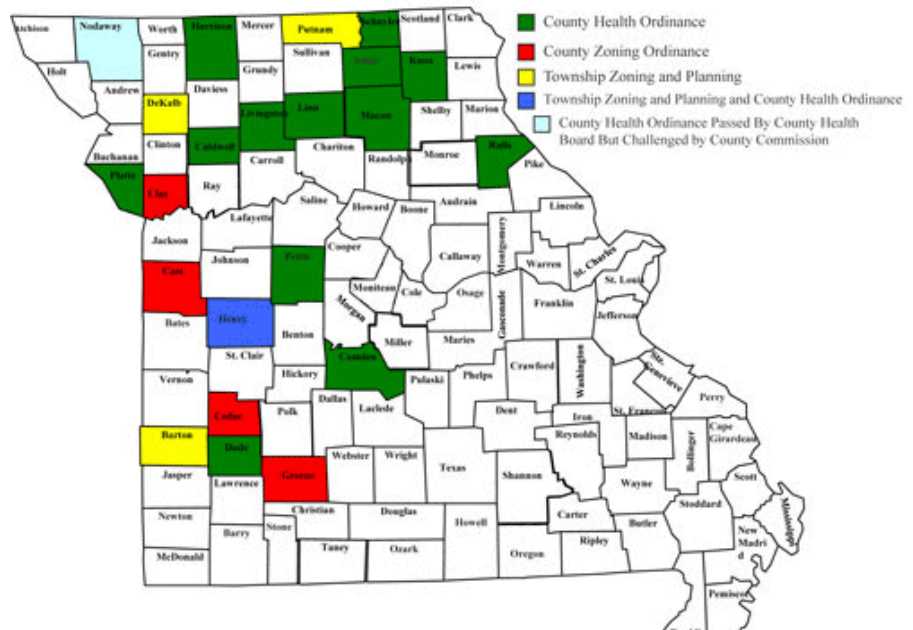 County Health Ordinance
County Zoning Ordinance
Township Zoning and Planning
Township Zoning and Planning and County Health Ordinance
County Health Ordinance Passed By County Health
Board But Challenged by County Commission
Nodaway
Worth
Harrison
Mercer
Putnam
Schuyler
Scotland
Clark
Gentry
Sullivan
Adair
Knox
Lewis
Holt
Andrew
DeKalb
Daviess
Grundy
Livingston
Linn
Macon
Shelby
Marion
Buchanan
Clinton
Caldwell
Carroll
Chariton
Randolph
Monroe
Ralls
Pike
Platte
Clay
Ray
Saline
Howard
Boone
Audrain
Lincoln
Lafayette
Jackson
Johnson
Pettis
Cooper
Callaway
Montgomery
Warren
St. Charles
St. Louis
Cass
Moniteau
Cole
Osage
Gasconade
Franklin
Jefferson
Bates
Henry
Benton
Morgan
Miller
Maries
St. Clair
Camden
Crawford
Washington
Ste.
Genevieve
Vernon
Hickory
Pulaski
Phelps
Perry
Cedar
Polk
Dallas
Laclede
Dent
Iron
St. Francois
Barton
Dade
Reynolds
Madison
Bollinger
Cape
Girardeau
Jasper
Lawrence
Greene
Webster
Wright
Texas
Shannon
Wayne
Scott
Stoddard
Mississippi
Newton
Christian
Douglas
Howell
Carter
Butler
New
Madri
d
Barry
Stone
McDonald
Taney
Ozark
Oregon
Ripley
Pemiscot